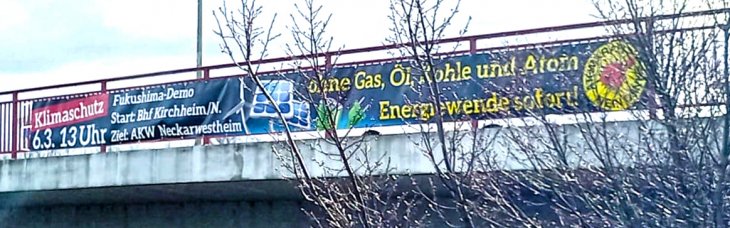 Klimaschutz
6.3. 13 Uhr
Fukushima-Demo
Start: Bhf Kirchheim/N.
Ziel: AKW Neckarwestheim
ohne Gas, Öl, Kohle und Atom
Energiewende sofort!